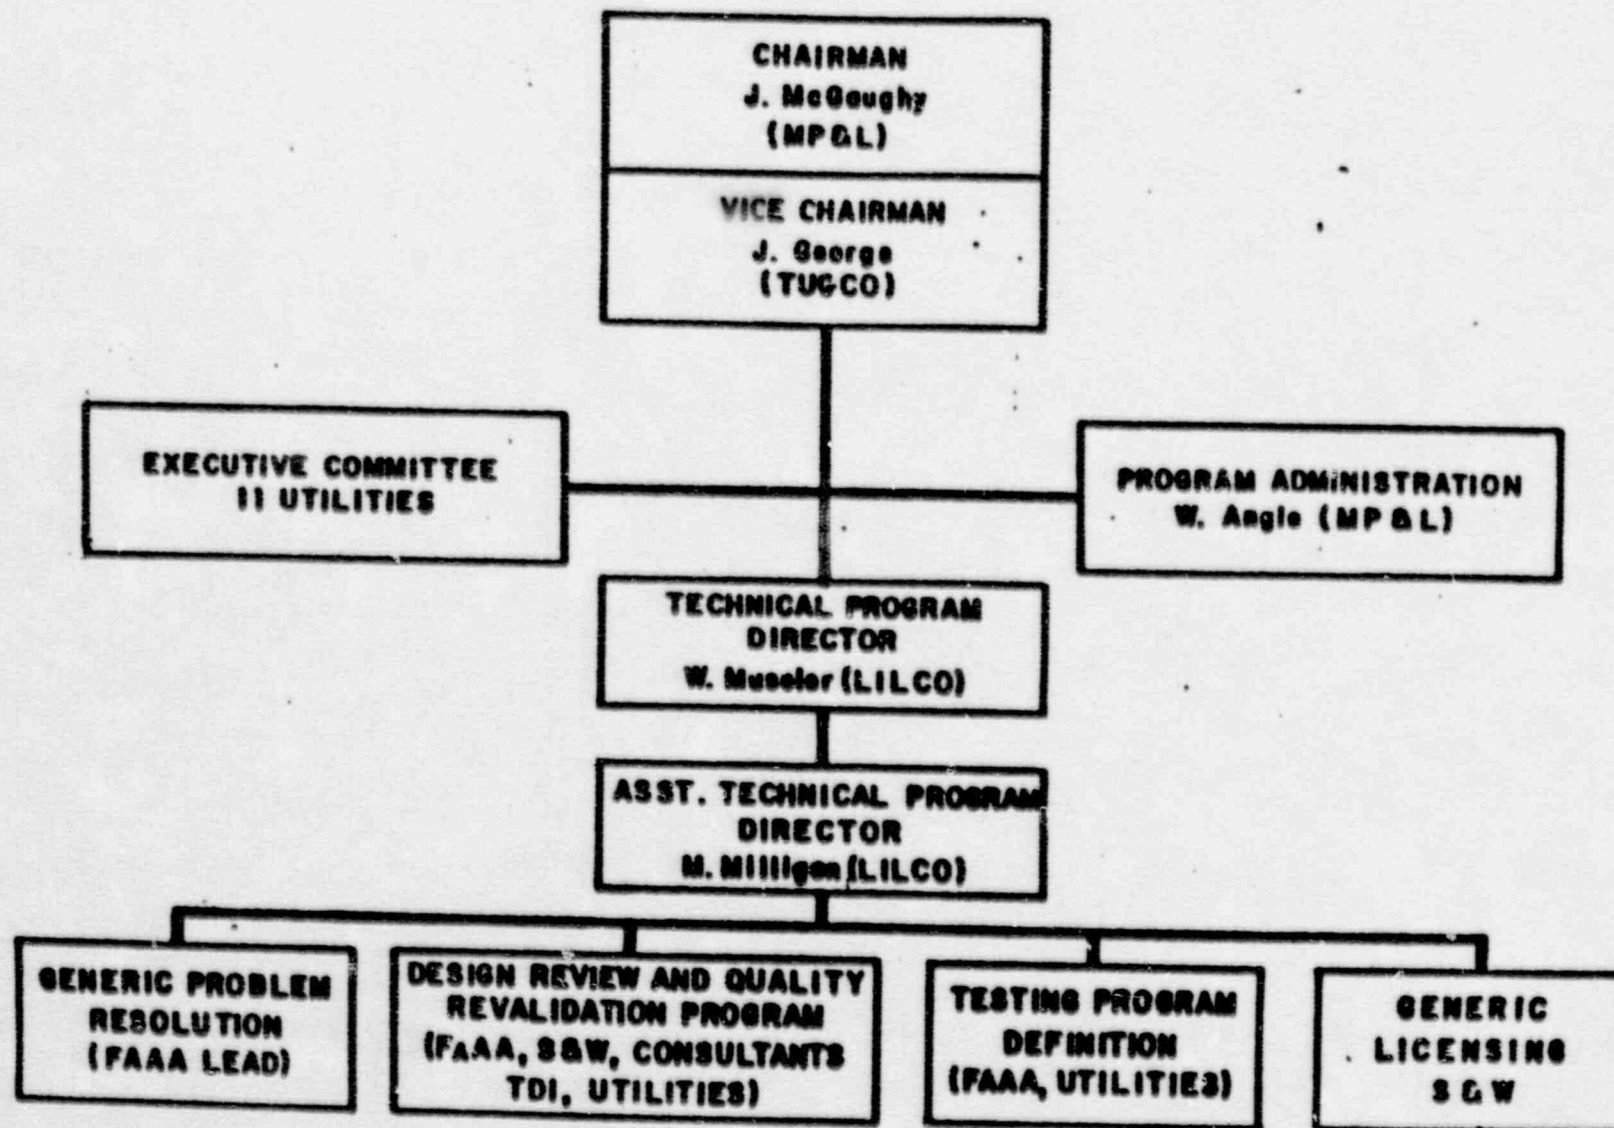 CHAIRMAN
J. McGaughy
(MP&L)
VICE CHAIRMAN
J. George
(TUGCO)
EXECUTIVE COMMITTEE
11 UTILITIES
PROGRAM ADMINISTRATION
W. Angle (MP&L)
TECHNICAL PROGRAM
DIRECTOR
W. Museler (LILCO)
ASST. TECHNICAL PROGRAM
DIRECTOR
M. Milligan (LILCO)
GENERIC PROBLEM
RESOLUTION
(FAAA LEAD)
DESIGN REVIEW AND QUALITY
REVALIDATION PROGRAM
(FAAA, S&W, CONSULTANTS
TDI, UTILITIES)
TESTING PROGRAM
DEFINITION
(FAAA, UTILITIES)
GENERIC
LICENSING
S&W